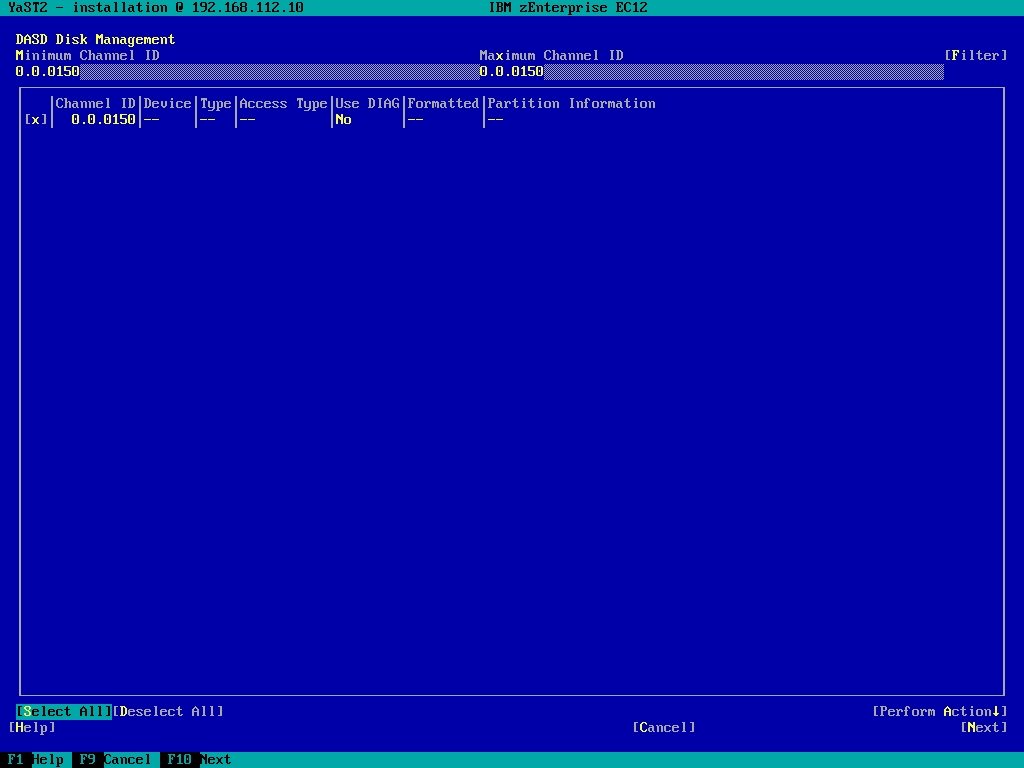 YaST2 - installation @ 192.168.112.10 IBM zEnterprise EC12
DASD Disk Management
Minimum Channel ID Maximum Channel ID [Filter]
0.0.0150 0.0.0150
Channel ID|Device|Type|Access Type|Use DIAG|Formatted|Partition Information
[x]| 0.0.0150|-- |-- |-- |No |-- |--
[Select All][Deselect All] [Perform Action↓]
[Help] [Cancel] [Next]
F1 Help F9 Cancel F10 Next